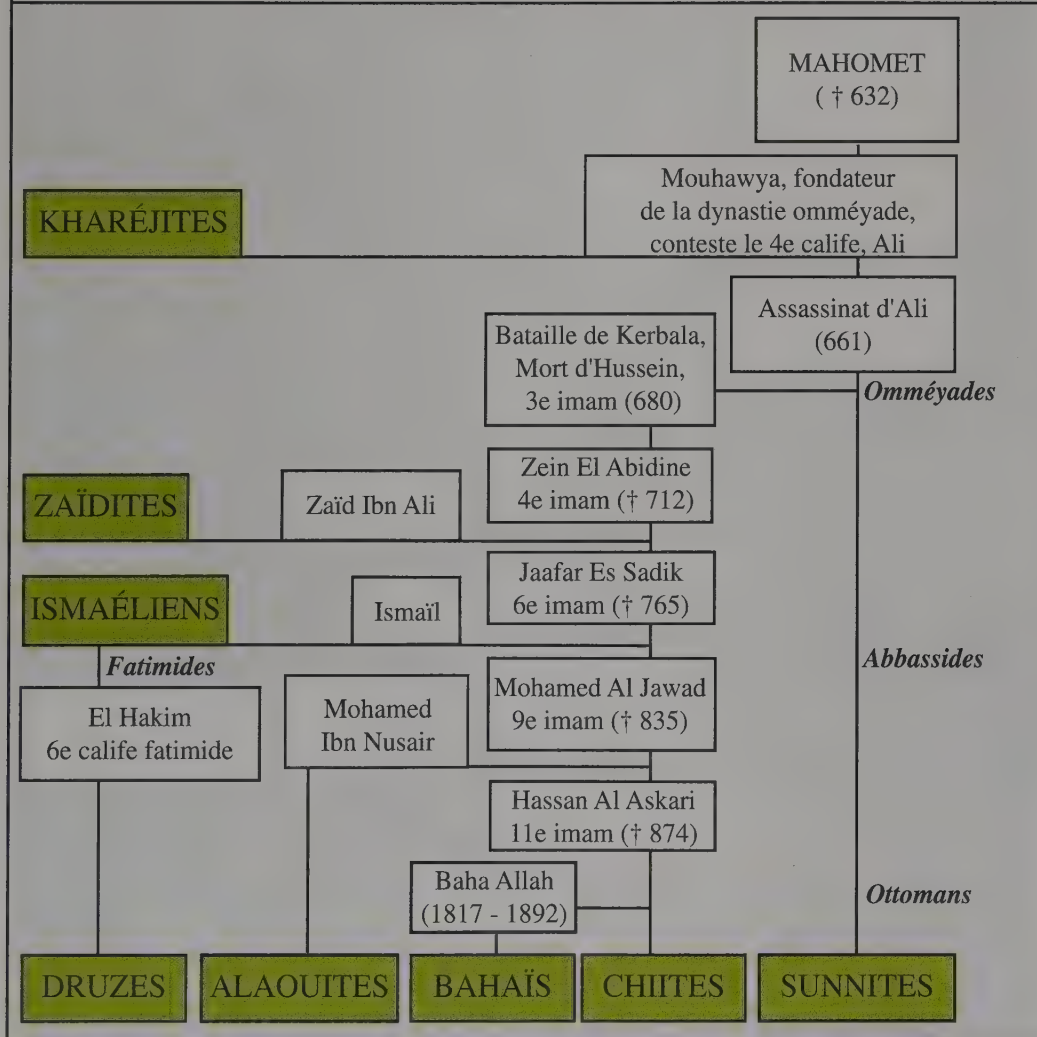 MAHOMET
( † 632)
Mouhawya, fondateur
de la dynastie omméyade,
conteste le 4e calife, Ali
KHARÉJITES
Assassinat d'Ali
(661)
Bataille de Kerbala,
Mort d'Hussein,
3e imam (680)
Omméyades
Zein El Abidine
4e imam († 712)
ZAÏDITES
Zaïd Ibn Ali
Jaafar Es Sadik
6e imam († 765)
ISMAÉLIENS
Ismaïl
Fatimides
Abbassides
El Hakim
6e calife fatimide
Mohamed
Ibn Nusair
Mohamed Al Jawad
9e imam († 835)
Hassan Al Askari
11e imam († 874)
Baha Allah
(1817 - 1892)
Ottomans
DRUZES
ALAOUITES
BAHAÏS
CHIITES
SUNNITES